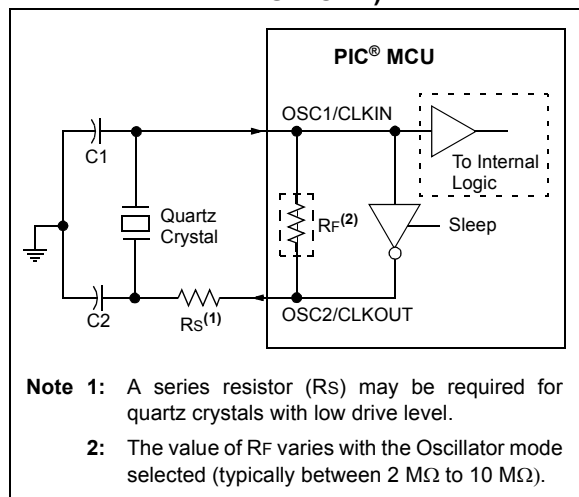 PIC® MCU
OSC1/CLKIN
C1
To Internal
Logic
Quartz
Crystal
RF(2)
Sleep
C2
RS(1)
OSC2/CLKOUT
Note 1: A series resistor (RS) may be required for
quartz crystals with low drive level.
2: The value of RF varies with the Oscillator mode
selected (typically between 2 MΩ to 10 MΩ).